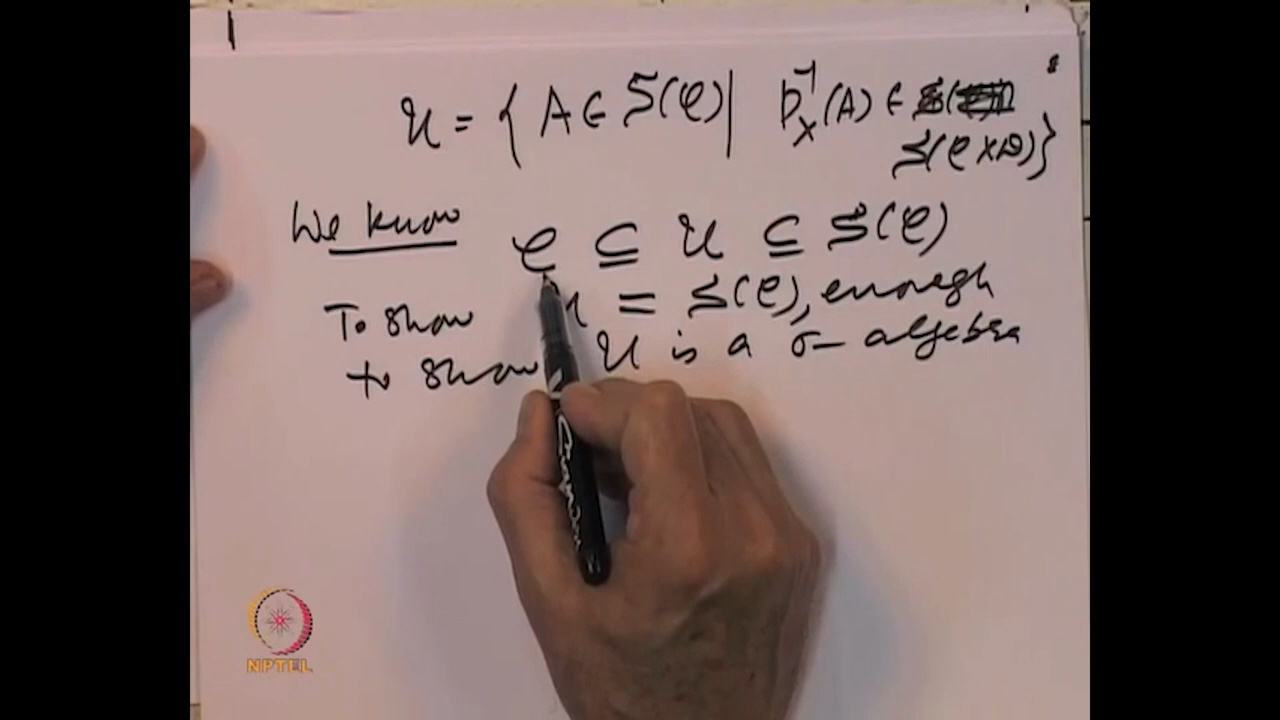 𝒰 = { A ∈ S(𝒞) | p_X^{-1}(A) ∈
S(𝒞 × 𝒟)}
We know 𝒞 ⊆ 𝒰 ⊆ S(𝒞)
To show 𝒰 = S(𝒞), enough
to show 𝒰 is a σ-algebra
NPTEL